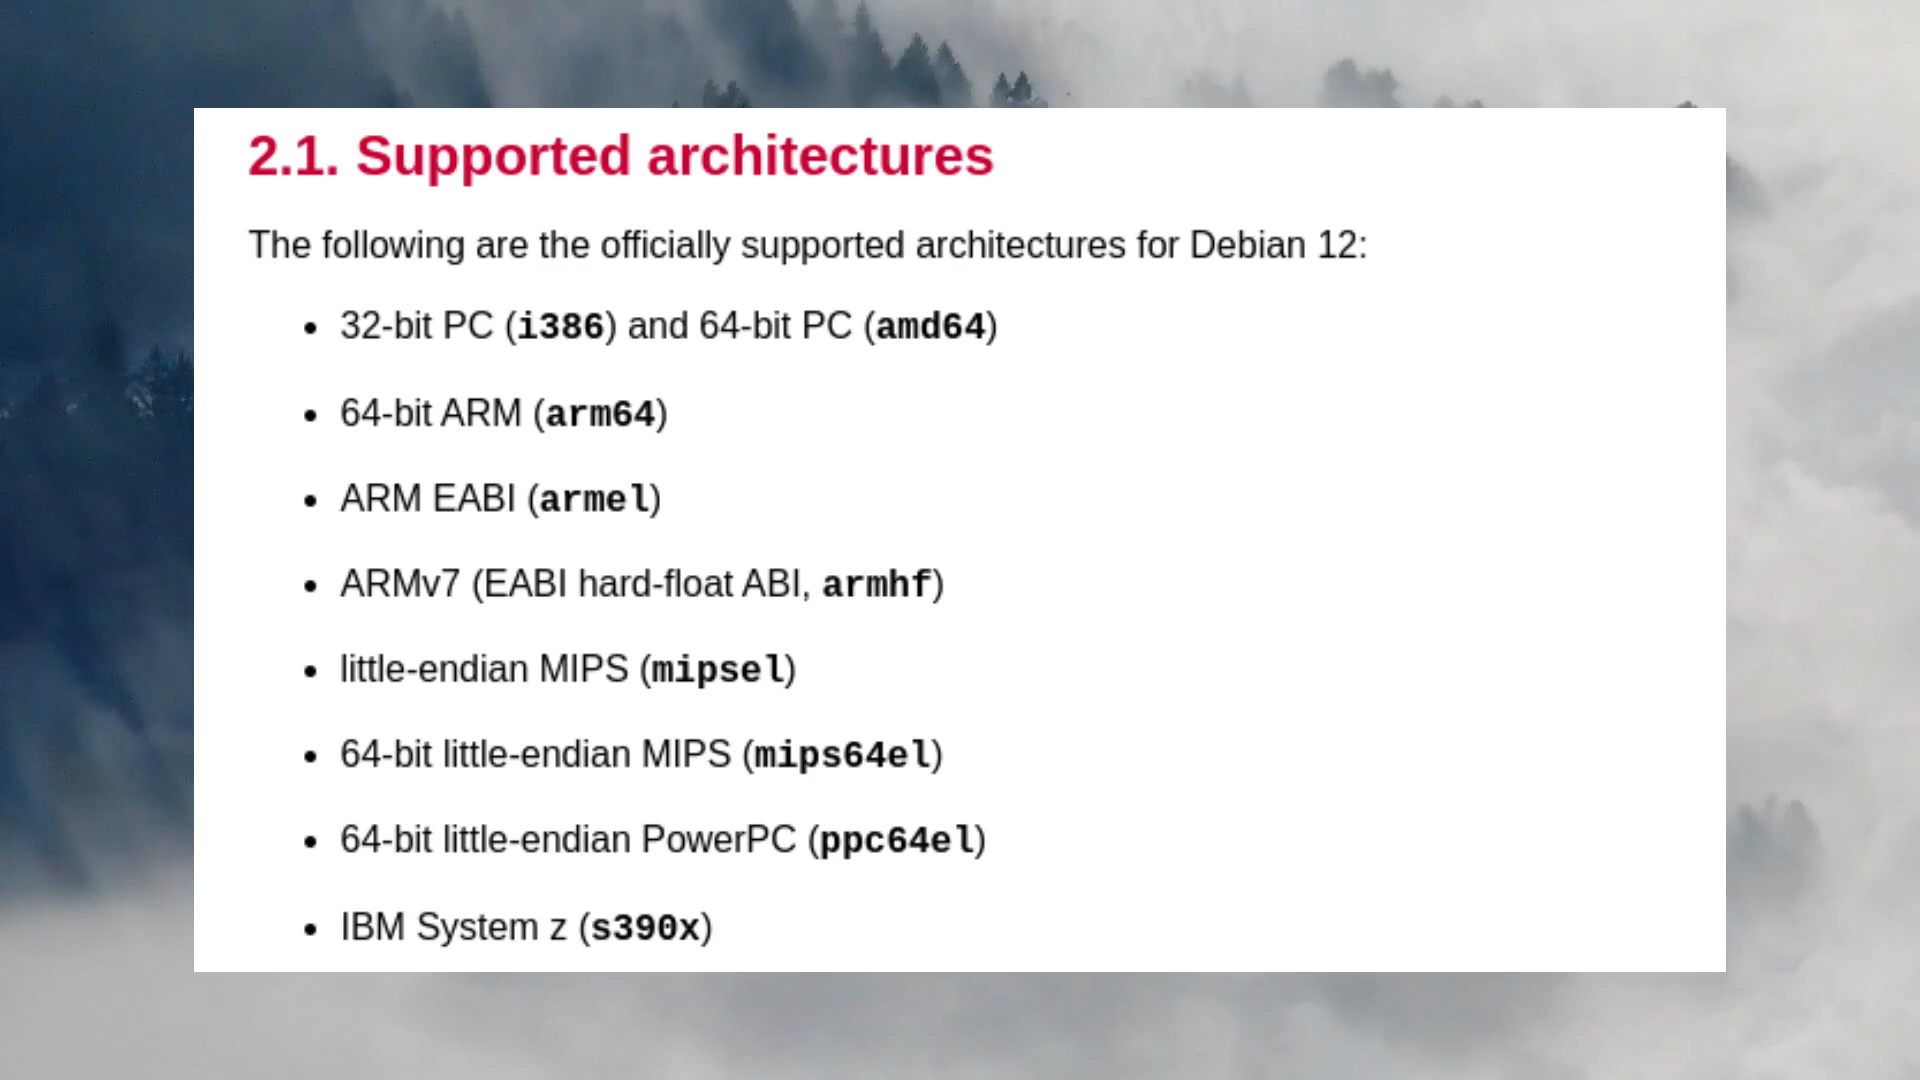 2.1. Supported architectures
The following are the officially supported architectures for Debian 12:
• 32-bit PC (i386) and 64-bit PC (amd64)
• 64-bit ARM (arm64)
• ARM EABI (armel)
• ARMv7 (EABI hard-float ABI, armhf)
• little-endian MIPS (mipsel)
• 64-bit little-endian MIPS (mips64el)
• 64-bit little-endian PowerPC (ppc64el)
• IBM System z (s390x)